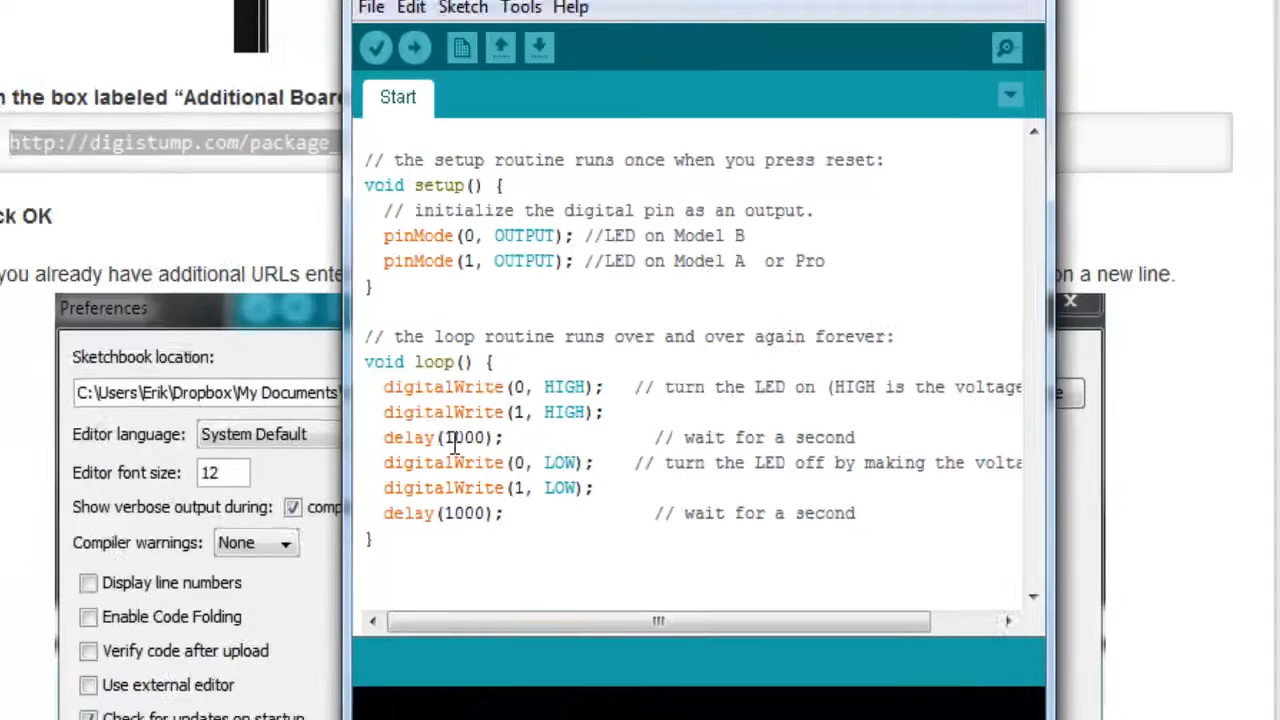 File Edit Sketch Tools Help
n the box labeled “Additional Boar
Start
http://digistump.com/package_
// the setup routine runs once when you press reset:
void setup() {
// initialize the digital pin as an output.
ck OK
pinMode(0, OUTPUT); //LED on Model B
pinMode(1, OUTPUT); //LED on Model A  or Pro
}
you already have additional URLs ente
on a new line.
// the loop routine runs over and over again forever:
void loop() {
digitalWrite(0, HIGH);   // turn the LED on (HIGH is the voltage
digitalWrite(1, HIGH);
delay(1000);               // wait for a second
digitalWrite(0, LOW);    // turn the LED off by making the volta
digitalWrite(1, LOW);
delay(1000);               // wait for a second
}
Preferences
Sketchbook location:
C:\Users\Erik\Dropbox\My Documents\
Editor language: System Default
Editor font size: 12
Show verbose output during: comp
Compiler warnings: None
Display line numbers
Enable Code Folding
Verify code after upload
Use external editor
Check for updates on startup